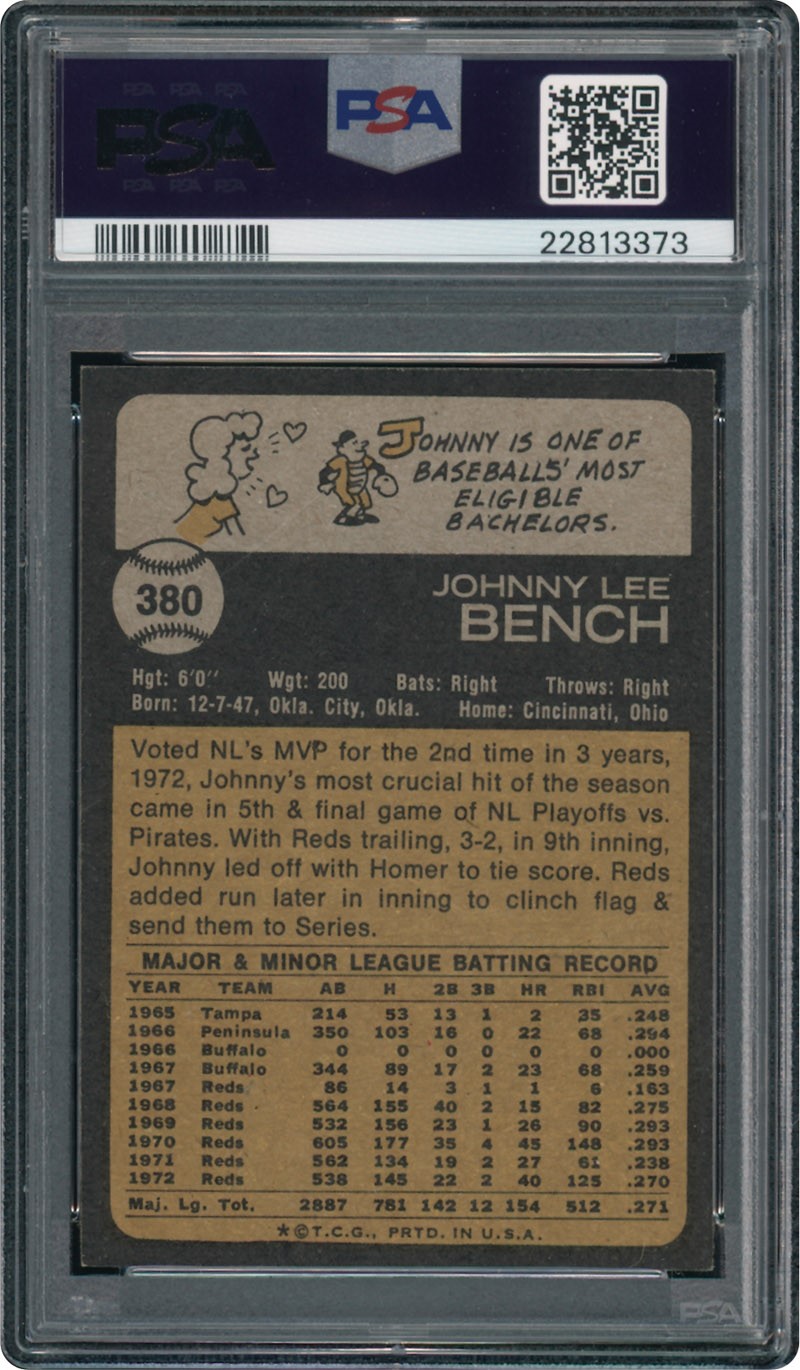 PSA PSA PSA
PSA
PSA PSA PSA
PSA
22813373
JOHNNY IS ONE OF
BASEBALLS' MOST
ELIGIBLE
BACHELORS.
380
JOHNNY LEE
BENCH
Hgt: 6'0" Wgt: 200 Bats: Right Throws: Right
Born: 12-7-47, Okla. City, Okla. Home: Cincinnati, Ohio
Voted NL's MVP for the 2nd time in 3 years,
1972, Johnny's most crucial hit of the season
came in 5th & final game of NL Playoffs vs.
Pirates. With Reds trailing, 3-2, in 9th inning,
Johnny led off with Homer to tie score. Reds
added run later in inning to clinch flag &
send them to Series.
MAJOR & MINOR LEAGUE BATTING RECORD
YEAR TEAM AB H 2B 3B HR RBI AVG
1965 Tampa 214 53 13 1 2 35 .248
1966 Peninsula 350 103 16 0 22 68 .294
1966 Buffalo 0 0 0 0 0 0 .000
1967 Buffalo 344 89 17 2 23 68 .259
1967 Reds 86 14 3 1 1 6 .163
1968 Reds 564 155 40 2 15 82 .275
1969 Reds 532 156 23 1 26 90 .293
1970 Reds 605 177 35 4 45 148 .293
1971 Reds 562 134 19 2 27 61 .238
1972 Reds 538 145 22 2 40 125 .270
Maj. Lg. Tot. 2887 781 142 12 154 512 .271
*©T.C.G., PRTD. IN U.S.A.
PSA